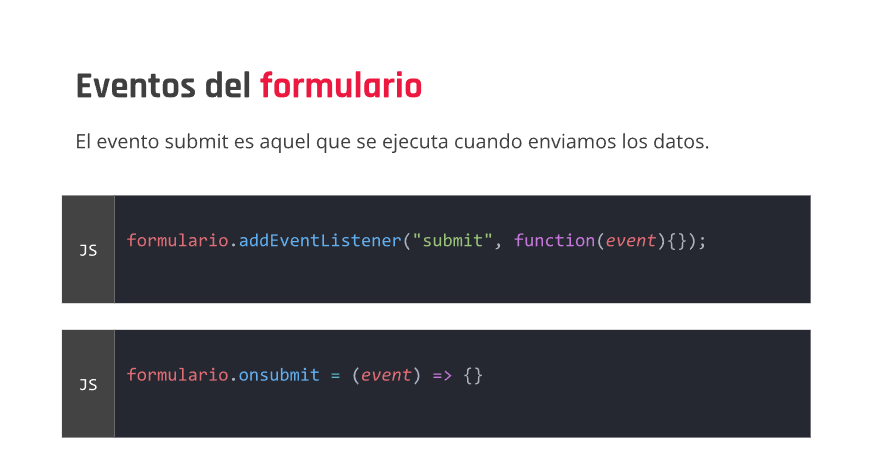 Eventos del formulario
El evento submit es aquel que se ejecuta cuando enviamos los datos.
JS
formulario.addEventListener("submit", function(event){});
JS
formulario.onsubmit = (event) => {}